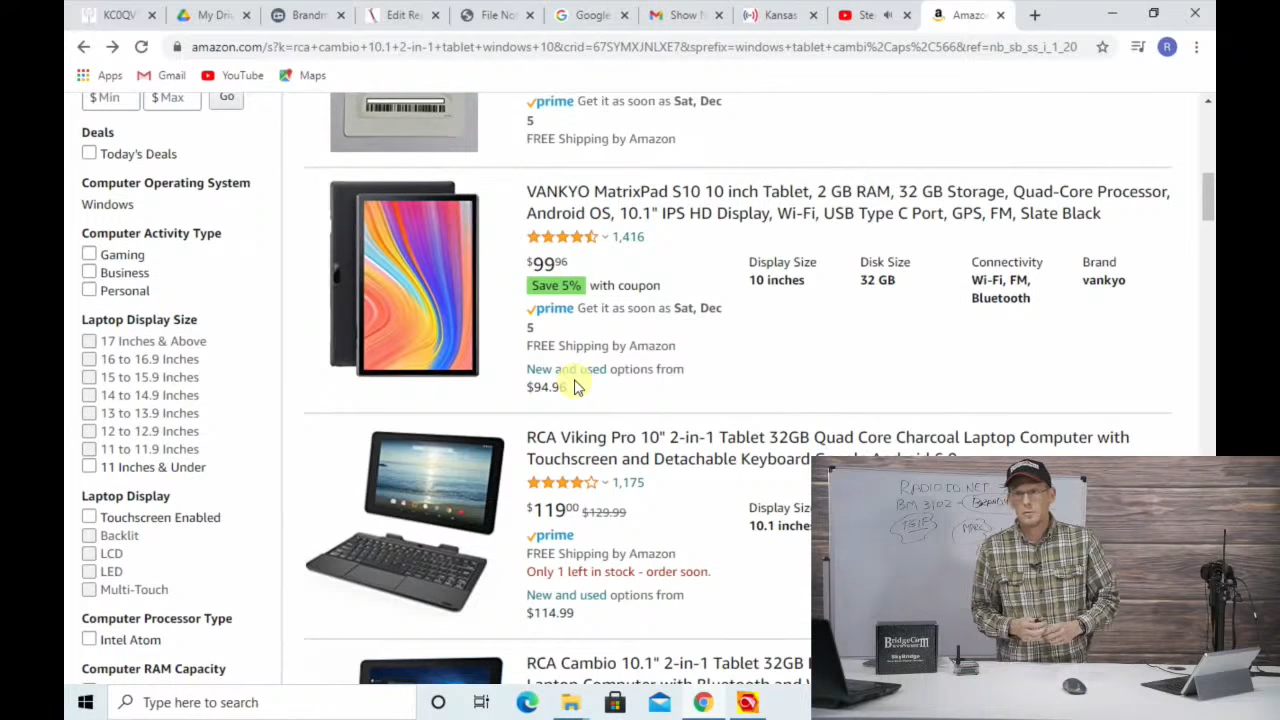 KC0QV
My Dri
Brandm
Edit Re
File No
Google
Show N
Kansas
Ste
Amazo
amazon.com/s?k=rca+cambio+10.1+2-in-1+tablet+windows+10&crid=67SYMXJNLXE7&sprefix=windows+tablet+cambi%2Caps%2C566&ref=nb_sb_ss_i_1_20
R
Apps
Gmail
YouTube
Maps
$ Min
$ Max
Go
Deals
Today's Deals
Computer Operating System
Windows
Computer Activity Type
Gaming
Business
Personal
Laptop Display Size
17 Inches & Above
16 to 16.9 Inches
15 to 15.9 Inches
14 to 14.9 Inches
13 to 13.9 Inches
12 to 12.9 Inches
11 to 11.9 Inches
11 Inches & Under
Laptop Display
Touchscreen Enabled
Backlit
LCD
LED
Multi-Touch
Computer Processor Type
Intel Atom
Computer RAM Capacity
prime Get it as soon as Sat, Dec
5
FREE Shipping by Amazon
VANKYO MatrixPad S10 10 inch Tablet, 2 GB RAM, 32 GB Storage, Quad-Core Processor,
Android OS, 10.1" IPS HD Display, Wi-Fi, USB Type C Port, GPS, FM, Slate Black
1,416
$99 96
Save 5% with coupon
prime Get it as soon as Sat, Dec
5
FREE Shipping by Amazon
New and used options from
$94.96
Display Size
10 inches
Disk Size
32 GB
Connectivity
Wi-Fi, FM,
Bluetooth
Brand
vankyo
RCA Viking Pro 10" 2-in-1 Tablet 32GB Quad Core Charcoal Laptop Computer with
Touchscreen and Detachable Keyboard
1,175
$119 00 $129.99
prime
FREE Shipping by Amazon
Only 1 left in stock - order soon.
New and used options from
$114.99
Display Siz
10.1 inche
RCA Cambio 10.1" 2-in-1 Tablet 32GB
Laptop Computer with Bluetooth and
RADIOID.NET
BM 3102
BRIDGECOM
SYSTEMS
SkyBridge
Type here to search